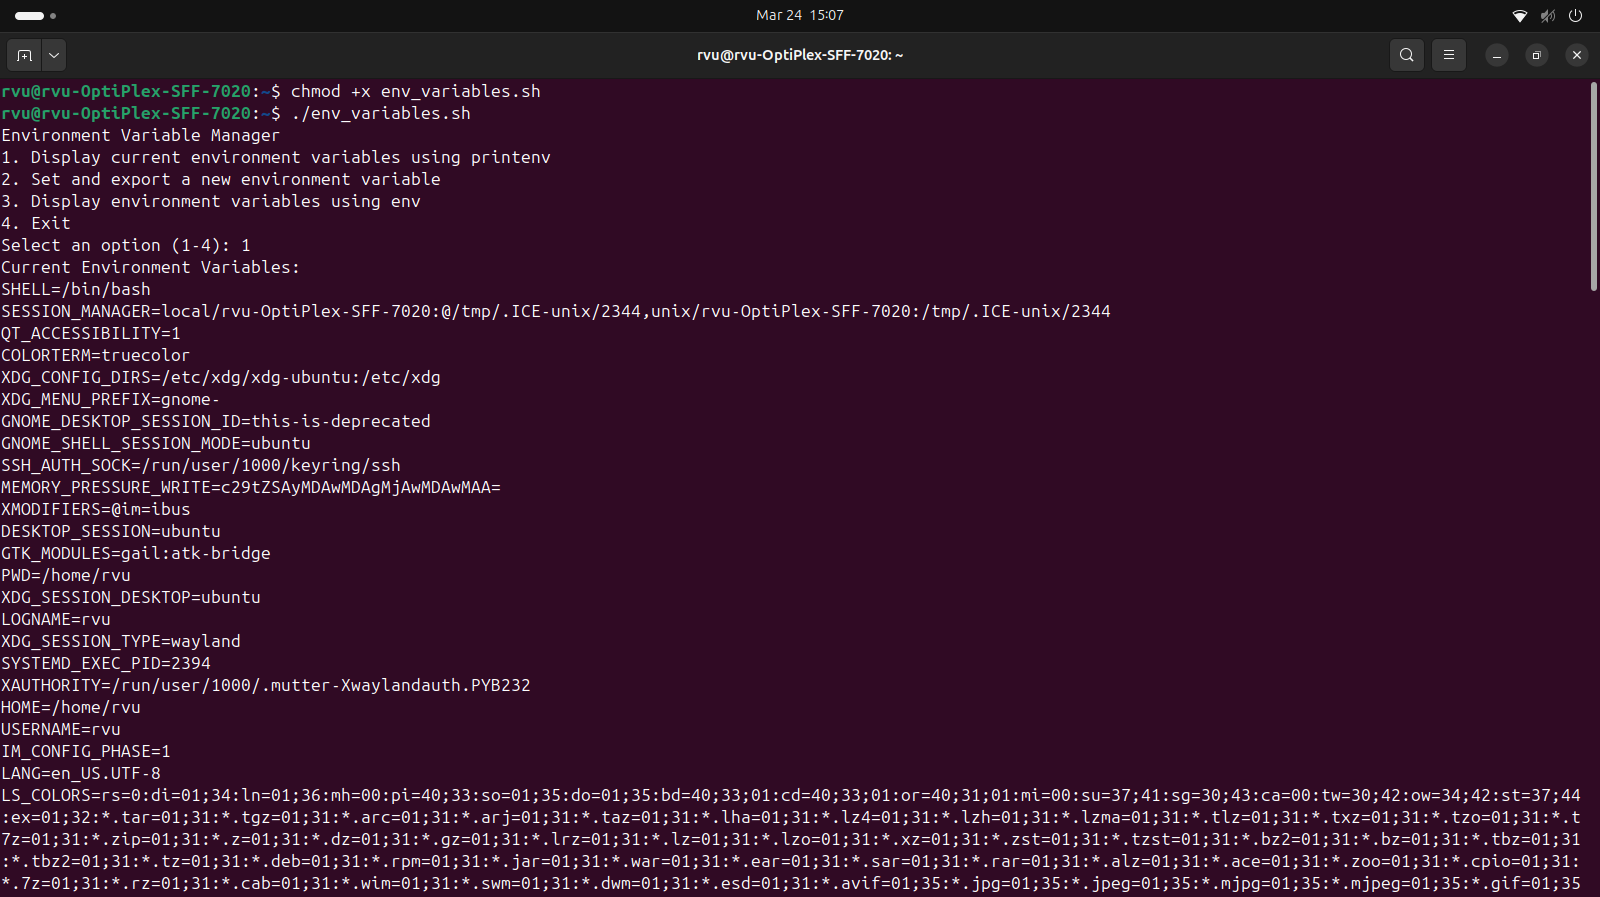 Mar 24 15:07
rvu@rvu-OptiPlex-SFF-7020: ~
rvu@rvu-OptiPlex-SFF-7020:~$ chmod +x env_variables.sh
rvu@rvu-OptiPlex-SFF-7020:~$ ./env_variables.sh
Environment Variable Manager
1. Display current environment variables using printenv
2. Set and export a new environment variable
3. Display environment variables using env
4. Exit
Select an option (1-4): 1
Current Environment Variables:
SHELL=/bin/bash
SESSION_MANAGER=local/rvu-OptiPlex-SFF-7020:@/tmp/.ICE-unix/2344,unix/rvu-OptiPlex-SFF-7020:/tmp/.ICE-unix/2344
QT_ACCESSIBILITY=1
COLORTERM=truecolor
XDG_CONFIG_DIRS=/etc/xdg/xdg-ubuntu:/etc/xdg
XDG_MENU_PREFIX=gnome-
GNOME_DESKTOP_SESSION_ID=this-is-deprecated
GNOME_SHELL_SESSION_MODE=ubuntu
SSH_AUTH_SOCK=/run/user/1000/keyring/ssh
MEMORY_PRESSURE_WRITE=c29tZSAyMDAwMDAgMjAwMDAwMAA=
XMODIFIERS=@im=ibus
DESKTOP_SESSION=ubuntu
GTK_MODULES=gail:atk-bridge
PWD=/home/rvu
XDG_SESSION_DESKTOP=ubuntu
LOGNAME=rvu
XDG_SESSION_TYPE=wayland
SYSTEMD_EXEC_PID=2394
XAUTHORITY=/run/user/1000/.mutter-Xwaylandauth.PYB232
HOME=/home/rvu
USERNAME=rvu
IM_CONFIG_PHASE=1
LANG=en_US.UTF-8
LS_COLORS=rs=0:di=01;34:ln=01;36:mh=00:pi=40;33:so=01;35:do=01;35:bd=40;33;01:cd=40;33;01:or=40;31;01:mi=00:su=37;41:sg=30;43:ca=00:tw=30;42:ow=34;42:st=37;44
:ex=01;32:*.tar=01;31:*.tgz=01;31:*.arc=01;31:*.arj=01;31:*.taz=01;31:*.lha=01;31:*.lz4=01;31:*.lzh=01;31:*.lzma=01;31:*.tlz=01;31:*.txz=01;31:*.tzo=01;31:*.t
7z=01;31:*.zip=01;31:*.z=01;31:*.dz=01;31:*.gz=01;31:*.lrz=01;31:*.lz=01;31:*.lzo=01;31:*.xz=01;31:*.zst=01;31:*.tzst=01;31:*.bz2=01;31:*.bz=01;31:*.tbz=01;31
:*.tbz2=01;31:*.tz=01;31:*.deb=01;31:*.rpm=01;31:*.jar=01;31:*.war=01;31:*.ear=01;31:*.sar=01;31:*.rar=01;31:*.alz=01;31:*.ace=01;31:*.zoo=01;31:*.cpio=01;31:
*.7z=01;31:*.rz=01;31:*.cab=01;31:*.wim=01;31:*.swm=01;31:*.dwm=01;31:*.esd=01;31:*.avif=01;35:*.jpg=01;35:*.jpeg=01;35:*.mjpg=01;35:*.mjpeg=01;35:*.gif=01;35